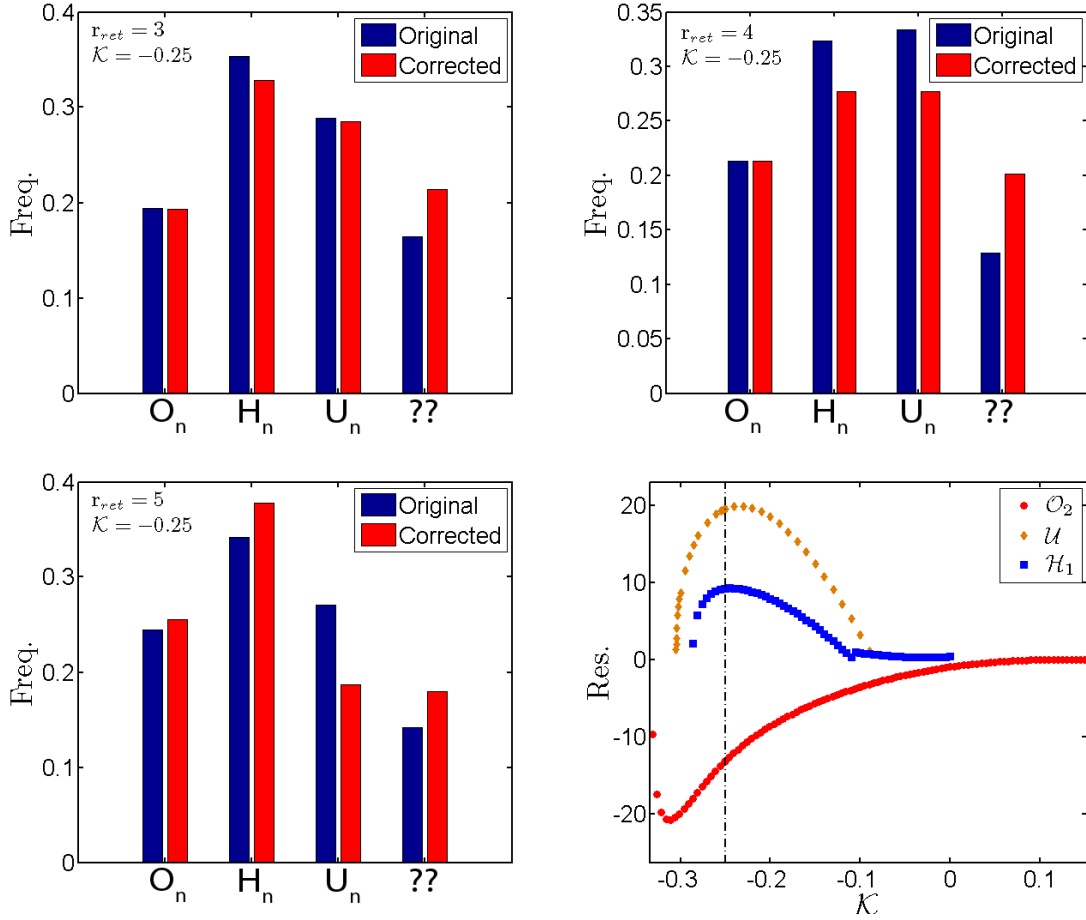 r_ret = 3
K = −0.25
Original
Corrected
0.4
0.3
0.2
0.1
0
Freq.
O_n H_n U_n ??
r_ret = 4
K = −0.25
Original
Corrected
0.35
0.3
0.25
0.2
0.15
0.1
0.05
0
Freq.
O_n H_n U_n ??
r_ret = 5
K = −0.25
Original
Corrected
0.4
0.3
0.2
0.1
0
Freq.
O_n H_n U_n ??
O_2
U
H_1
20
10
0
-10
-20
Res.
-0.3 -0.2 -0.1 0 0.1
K